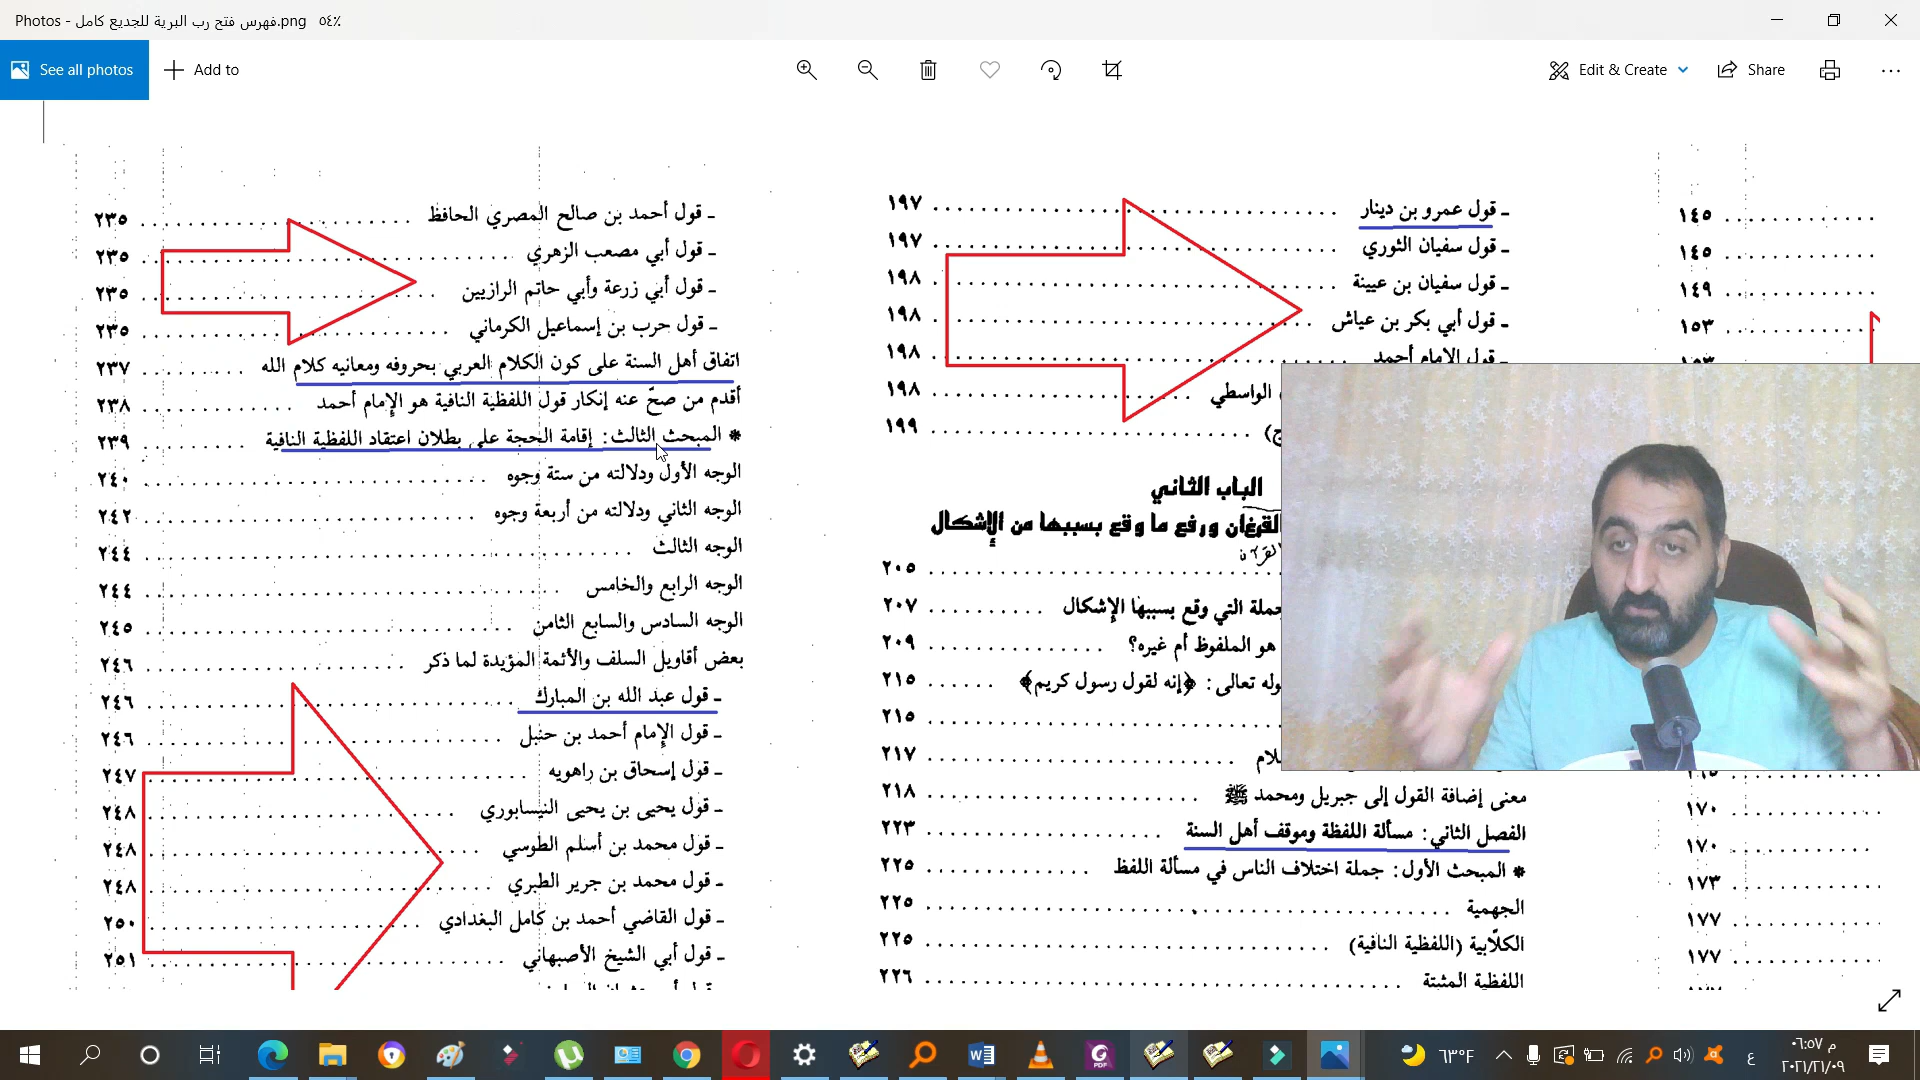 Photos - فهرس فتح رب البرية للجديع كامل.png ٥٤٪
See all photos
Add to
Edit & Create
Share
١٤٥
١٤٥
١٤٩
١٥٣
ـ قول عمرو بن دينار ١٩٧
ـ قول سفيان الثوري ١٩٧
ـ قول سفيان بن عيينة ١٩٨
ـ قول أبي بكر بن عياش ١٩٨
ـ قول الإمام أحمد ١٩٨
الواسطي ١٩٨
١٩٩
الباب الثاني
القرءان ورفع ما وقع بسببها من الإشكال
القرآن
٢٠٥
التي وقع بسببها الإشكال ٢٠٧
هو الملفوظ أم غيره؟ ٢٠٩
تعالى: ﴿إنه لقول رسول كريم﴾ ٢١٥
٢١٥
٢١٧
معنى إضافة القول إلى جبريل ومحمد ﷺ ٢١٨
الفصل الثاني: مسألة اللفظة وموقف أهل السنة ٢٢٣
* المبحث الأول: جملة اختلاف الناس في مسألة اللفظ ٢٢٥
الجهمية ٢٢٥
الكلّابية (اللفظية النافية) ٢٢٥
اللفظية المثبتة ٢٢٦
١٧٠
١٧٠
١٧٣
١٧٧
١٧٧
ـ قول أحمد بن صالح المصري الحافظ ٢٣٥
ـ قول أبي مصعب الزهري ٢٣٥
ـ قول أبي زرعة وأبي حاتم الرازيين ٢٣٥
ـ قول حرب بن إسماعيل الكرماني ٢٣٥
اتفاق أهل السنة على كون الكلام العربي بحروفه ومعانيه كلام الله ٢٣٧
أقدم من صحّ عنه إنكار قول اللفظية النافية هو الإمام أحمد ٢٣٨
* المبحث الثالث: إقامة الحجة على بطلان اعتقاد اللفظية النافية ٢٣٩
الوجه الأول ودلالته من ستة وجوه ٢٤٠
الوجه الثاني ودلالته من أربعة وجوه ٢٤٢
الوجه الثالث ٢٤٤
الوجه الرابع والخامس ٢٤٤
الوجه السادس والسابع الثامن ٢٤٥
بعض أقاويل السلف والأئمة المؤيدة لما ذكر ٢٤٦
ـ قول عبد الله بن المبارك ٢٤٦
ـ قول الإمام أحمد بن حنبل ٢٤٦
ـ قول إسحاق بن راهويه ٢٤٧
ـ قول يحيى بن يحيى النيسابوري ٢٤٨
ـ قول محمد بن أسلم الطوسي ٢٤٨
ـ قول محمد بن جرير الطبري ٢٤٨
ـ قول القاضي أحمد بن كامل البغدادي ٢٥٠
ـ قول أبي الشيخ الأصبهاني ٢٥١
٦٣°F
ع
٠٦:٥٧ م